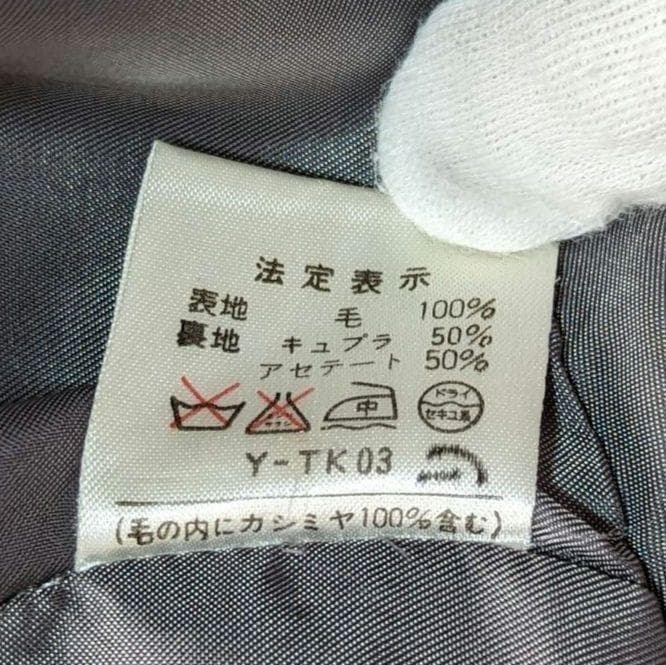 法定表示
表地 毛 100%
裏地 キュプラ 50%
アセテート 50%
中 ドライ
セキユ系
Y-TK03
(毛の内にカシミヤ100%含む)